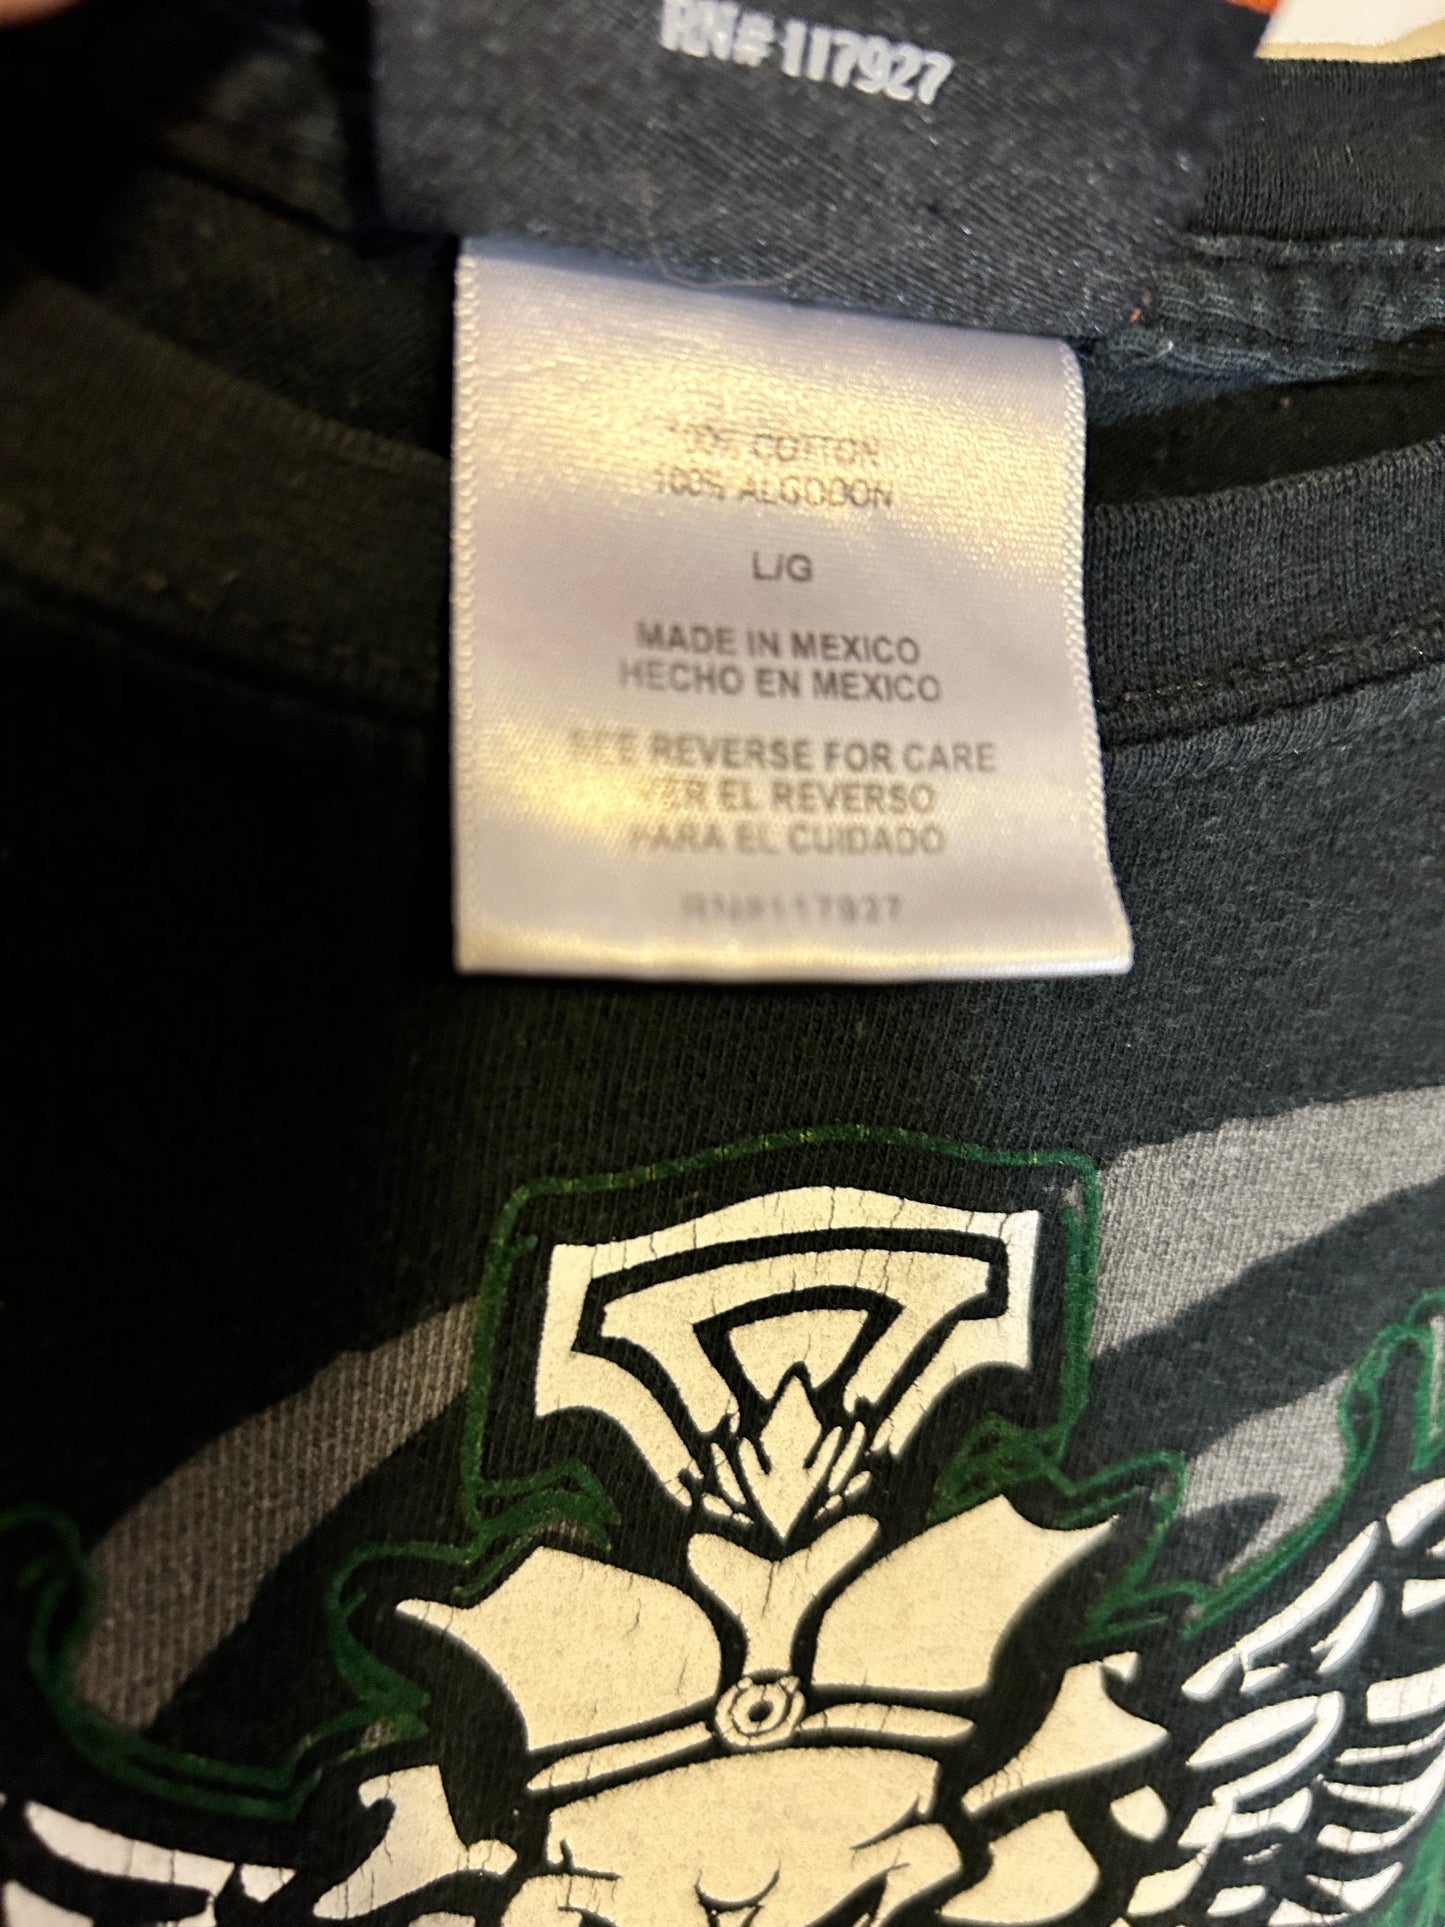 RN# 117927
100% COTTON
100% ALGODON
L/G
MADE IN MEXICO
HECHO EN MEXICO
SEE REVERSE FOR CARE
VER EL REVERSO
PARA EL CUIDADO
RN#117927